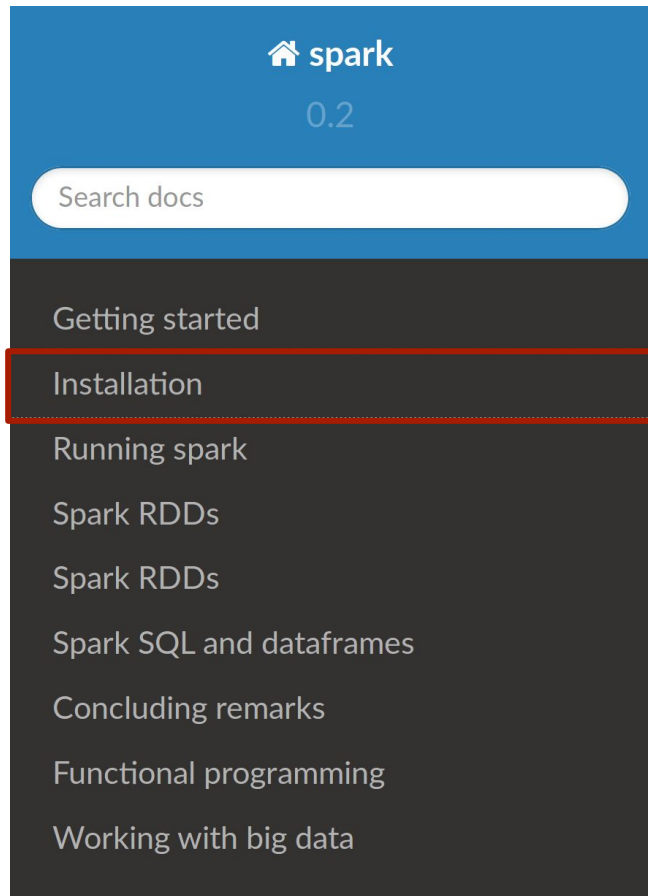 spark
0.2
Search docs
Getting started
Installation
Running spark
Spark RDDs
Spark RDDs
Spark SQL and dataframes
Concluding remarks
Functional programming
Working with big data